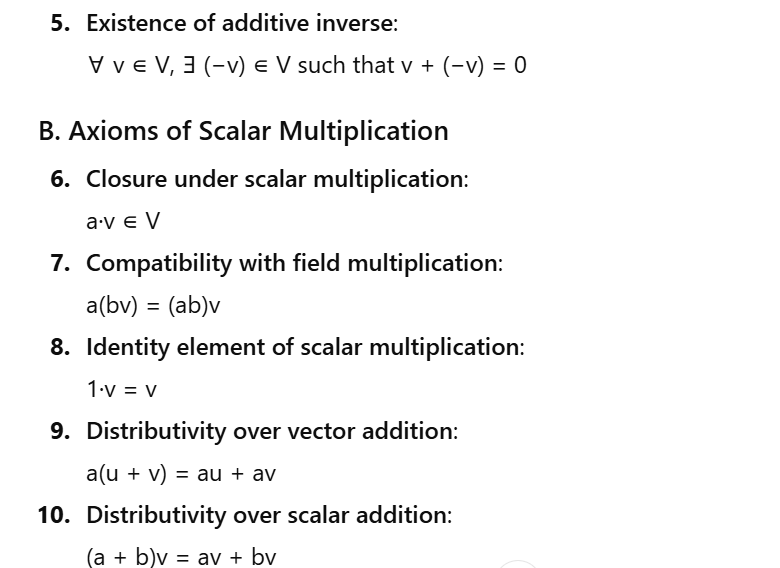 5. Existence of additive inverse:
∀ v ∈ V, ∃ (−v) ∈ V such that v + (−v) = 0
B. Axioms of Scalar Multiplication
6. Closure under scalar multiplication:
a·v ∈ V
7. Compatibility with field multiplication:
a(bv) = (ab)v
8. Identity element of scalar multiplication:
1·v = v
9. Distributivity over vector addition:
a(u + v) = au + av
10. Distributivity over scalar addition:
(a + b)v = av + bv